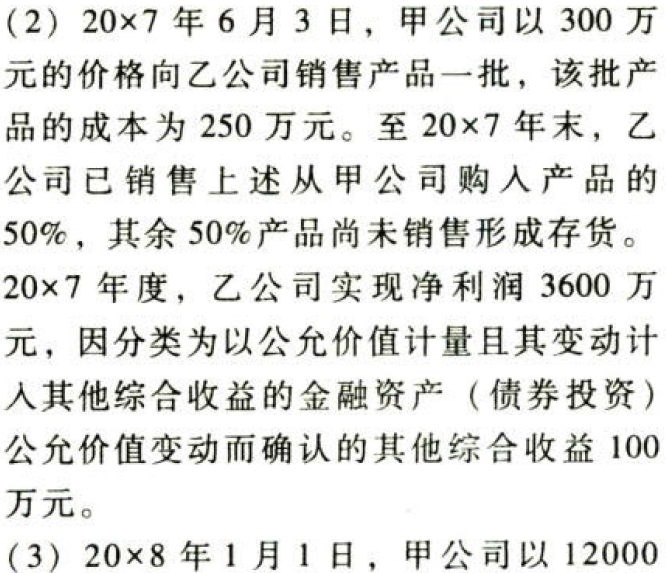 (2) 20×7 年 6 月 3 日，甲公司以 300 万
元的价格向乙公司销售产品一批，该批产
品的成本为 250 万元。至 20×7 年末，乙
公司已销售上述从甲公司购入产品的
50%，其余 50%产品尚未销售形成存货。
20×7 年度，乙公司实现净利润 3600 万
元，因分类为以公允价值计量且其变动计
入其他综合收益的金融资产（债券投资）
公允价值变动而确认的其他综合收益 100
万元。
(3) 20×8 年 1 月 1 日，甲公司以 12000